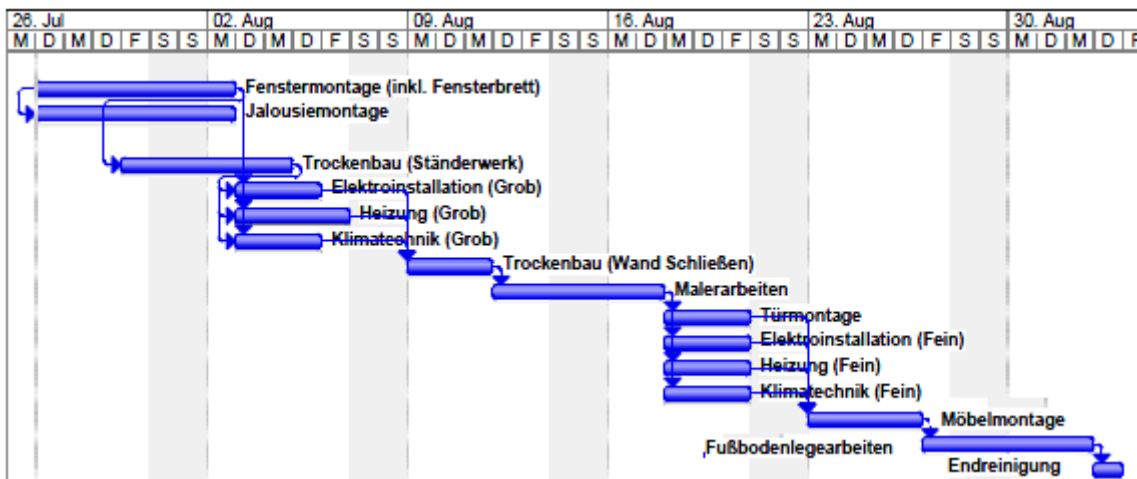 26. Jul 02. Aug 09. Aug 16. Aug 23. Aug 30. Aug
M D M D F S S M D M D F S S M D M D F S S M D M D F S S M D M D F S S M D M D F
Fenstermontage (inkl. Fensterbrett)
Jalousiemontage
Trockenbau (Ständerwerk)
Elektroinstallation (Grob)
Heizung (Grob)
Klimatechnik (Grob)
Trockenbau (Wand Schließen)
Malerarbeiten
Türmontage
Elektroinstallation (Fein)
Heizung (Fein)
Klimatechnik (Fein)
Möbelmontage
Fußbodenlegearbeiten
Endreinigung